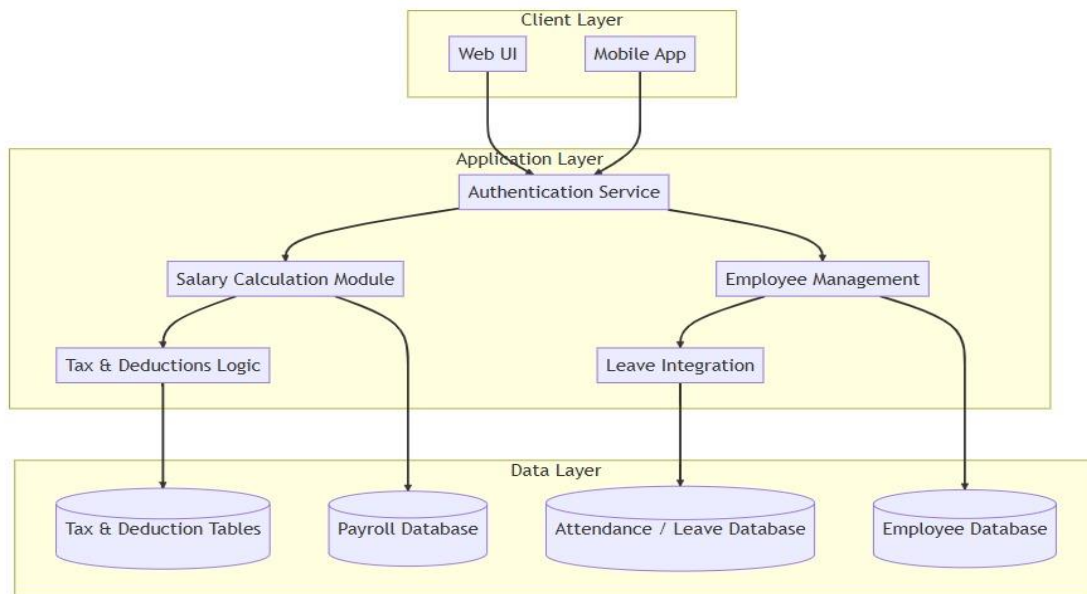 Client Layer
Web UI
Mobile App
Application Layer
Authentication Service
Salary Calculation Module
Employee Management
Tax & Deductions Logic
Leave Integration
Data Layer
Tax & Deduction Tables
Payroll Database
Attendance / Leave Database
Employee Database